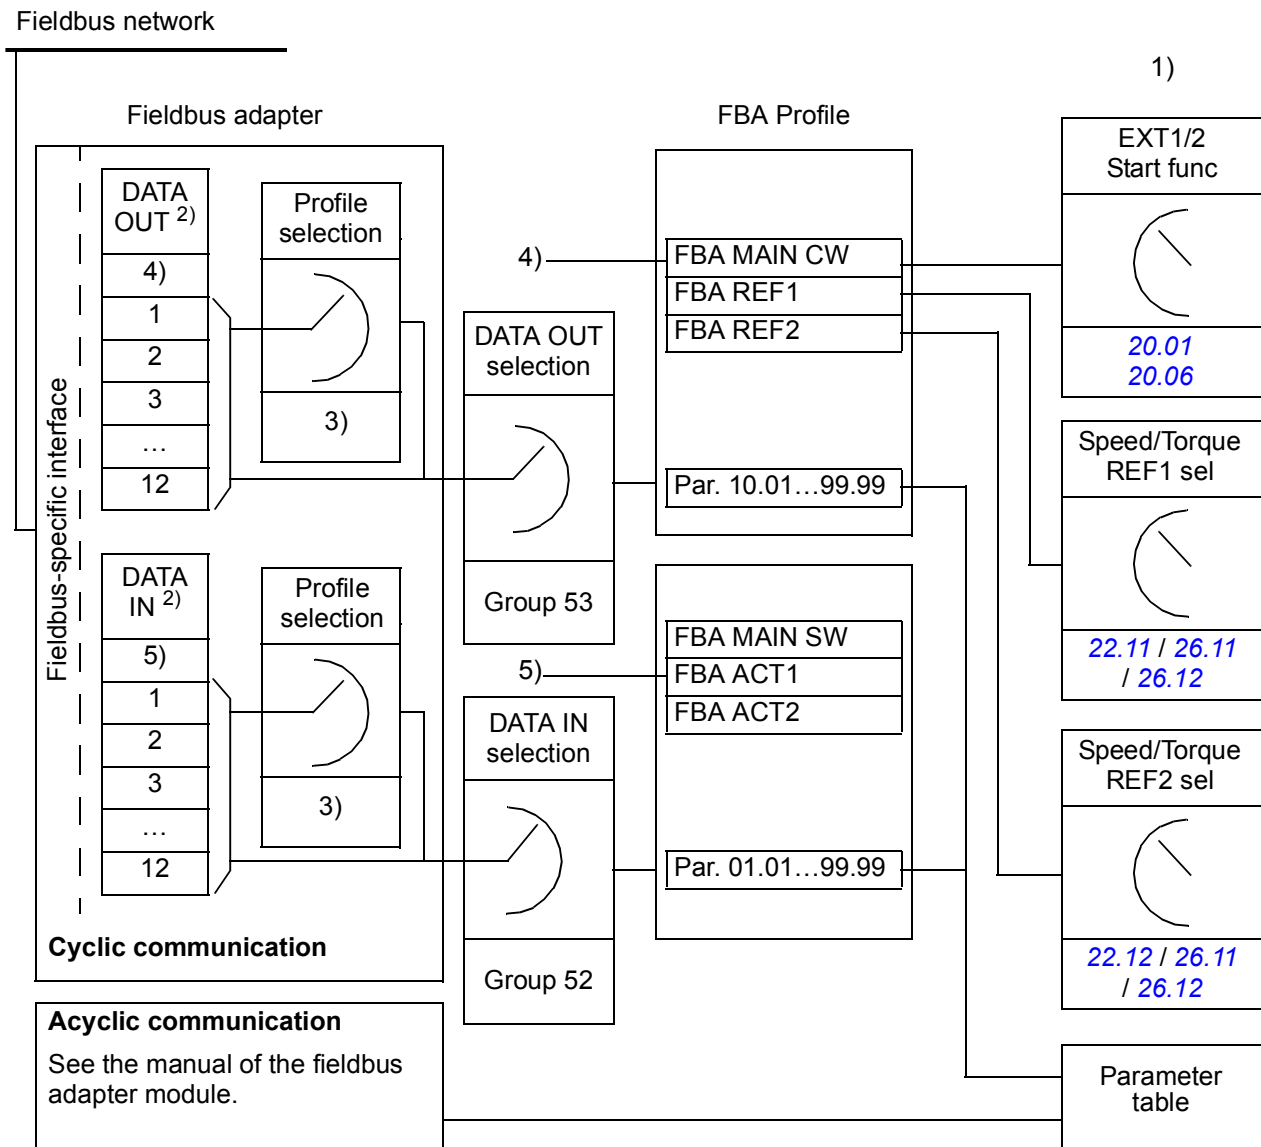 Fieldbus network
1)
Fieldbus adapter
FBA Profile
Fieldbus-specific interface
DATA
OUT 2)
4)
1
2
3
…
12
Profile
selection
3)
DATA OUT
selection
Group 53
4)
FBA MAIN CW
FBA REF1
FBA REF2
Par. 10.01…99.99
EXT1/2
Start func
20.01
20.06
Speed/Torque
REF1 sel
22.11 / 26.11
/ 26.12
DATA
IN 2)
5)
1
2
3
…
12
Profile
selection
3)
DATA IN
selection
Group 52
5)
FBA MAIN SW
FBA ACT1
FBA ACT2
Par. 01.01…99.99
Speed/Torque
REF2 sel
22.12 / 26.11
/ 26.12
Cyclic communication
Acyclic communication
See the manual of the fieldbus
adapter module.
Parameter
table